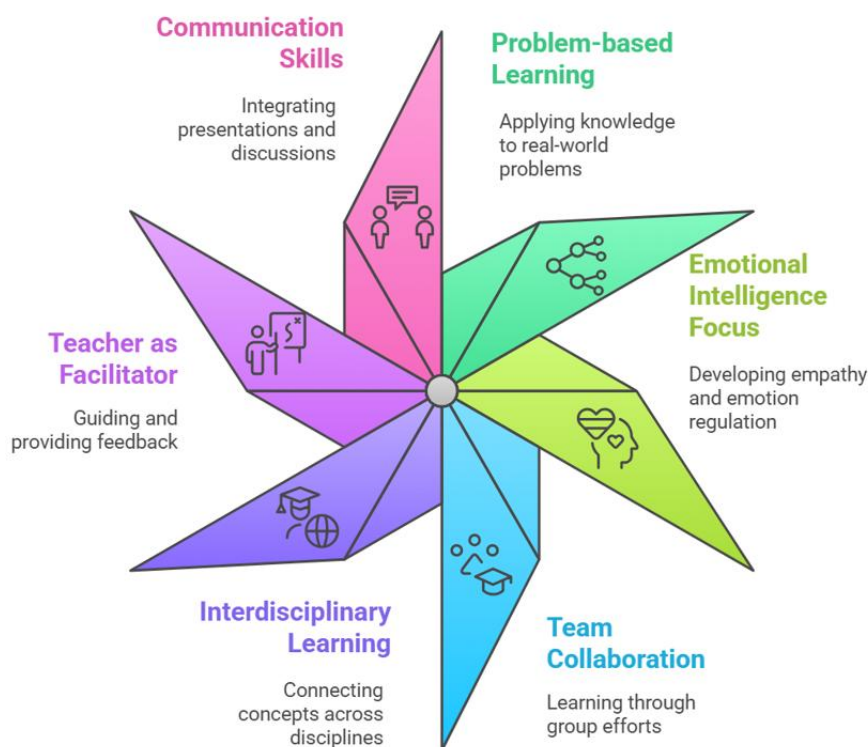 Communication
Skills
Integrating
presentations and
discussions
Problem-based
Learning
Applying knowledge
to real-world
problems
Emotional
Intelligence
Focus
Developing empathy
and emotion
regulation
Team
Collaboration
Learning through
group efforts
Interdisciplinary
Learning
Connecting
concepts across
disciplines
Teacher as
Facilitator
Guiding and
providing feedback